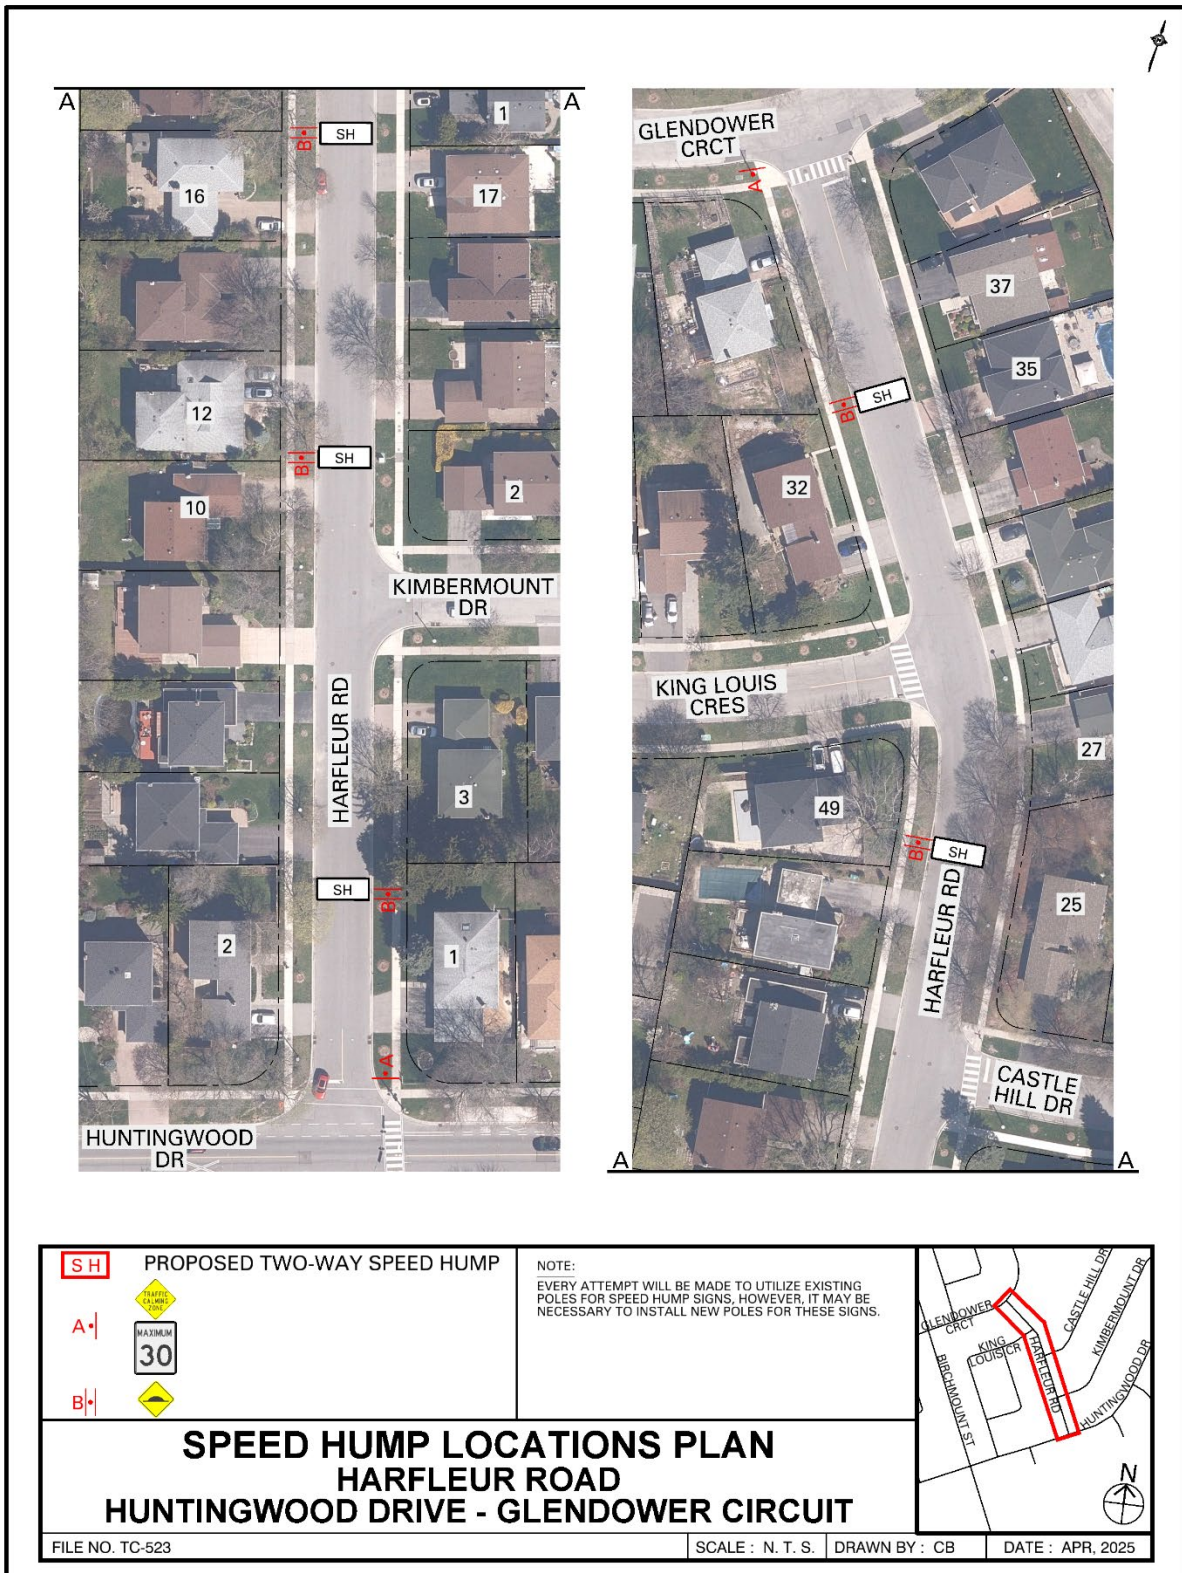 A
A
1
B
SH
16
17
12
B
SH
10
2
KIMBERMOUNT
DR
HARFLEUR RD
3
SH
B
2
1
A
HUNTINGWOOD
DR
GLENDOWER
CRCT
A
37
35
B
SH
32
KING LOUIS
CRES
27
49
B
SH
HARFLEUR RD
25
CASTLE
HILL DR
A
A
S H
PROPOSED TWO-WAY SPEED HUMP
TRAFFIC
CALMING
ZONE
A
MAXIMUM
30
B
NOTE:
EVERY ATTEMPT WILL BE MADE TO UTILIZE EXISTING
POLES FOR SPEED HUMP SIGNS, HOWEVER, IT MAY BE
NECESSARY TO INSTALL NEW POLES FOR THESE SIGNS.
GLENDOWER
CRCT
KING
LOUIS CR
BIRCHMOUNT ST
HARFLEUR RD
CASTLE HILL DR
KIMBERMOUNT DR
HUNTINGWOOD DR
N
SPEED HUMP LOCATIONS PLAN
HARFLEUR ROAD
HUNTINGWOOD DRIVE - GLENDOWER CIRCUIT
FILE NO. TC-523
SCALE : N. T. S.
DRAWN BY : CB
DATE : APR, 2025